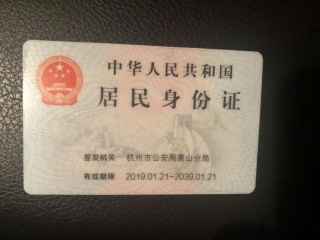 中华人民共和国
居民身份证
签发机关 杭州市公安局萧山分局
有效期限 2019.01.21-2039.01.21